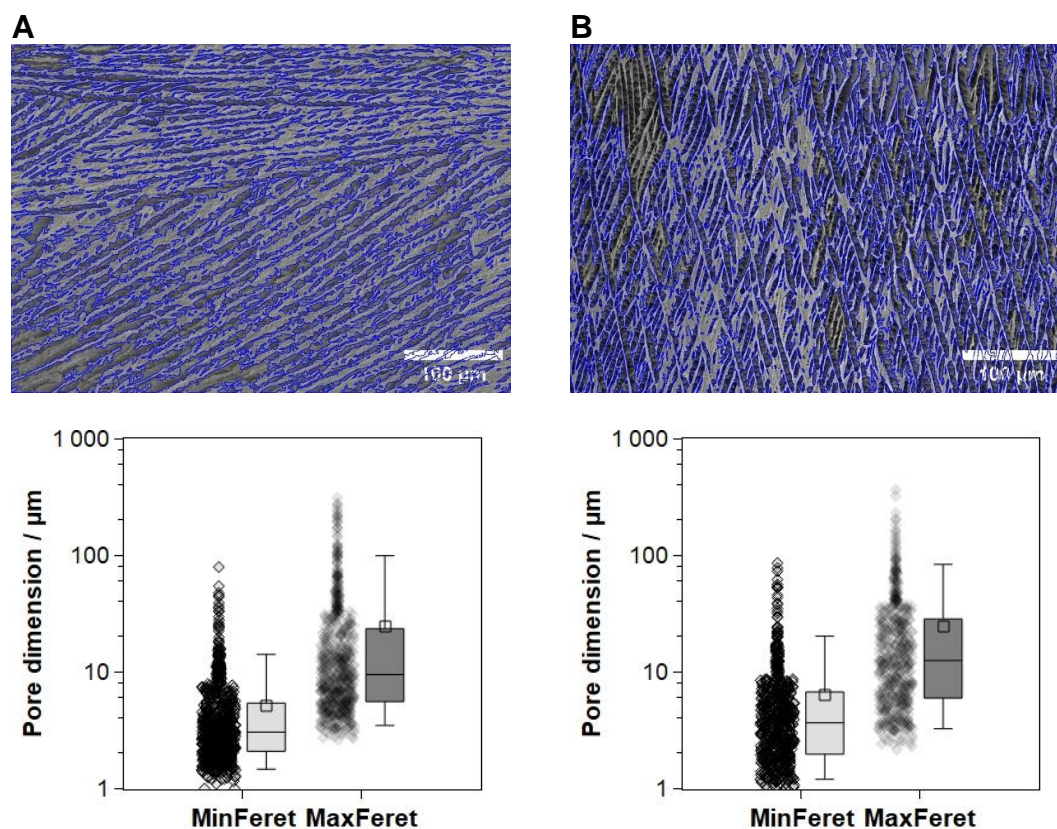 A
B
100 µm
100 µm
Pore dimension / µm
1 000
100
10
1
MinFeret MaxFeret
Pore dimension / µm
1 000
100
10
1
MinFeret MaxFeret